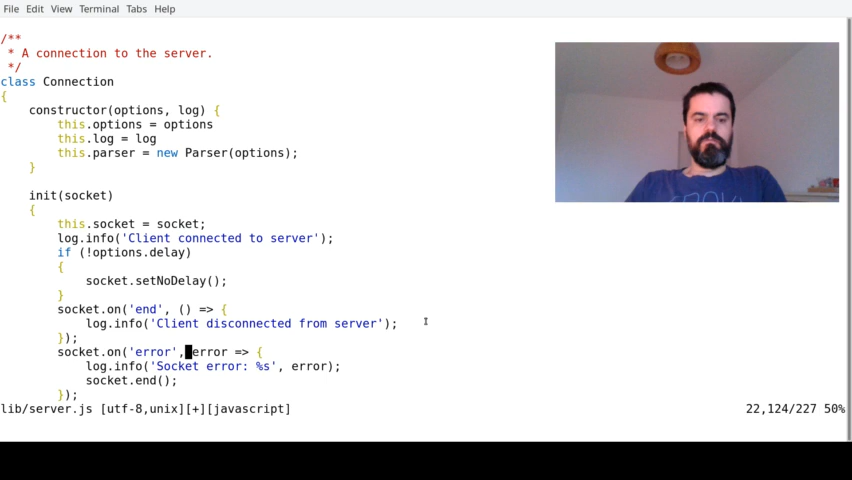 File Edit View Terminal Tabs Help
/**
 * A connection to the server.
 */
class Connection
{
    constructor(options, log) {
        this.options = options
        this.log = log
        this.parser = new Parser(options);
    }
    init(socket)
    {
        this.socket = socket;
        log.info('Client connected to server');
        if (!options.delay)
        {
            socket.setNoDelay();
        }
        socket.on('end', () => {
            log.info('Client disconnected from server');
        });
        socket.on('error', error => {
            log.info('Socket error: %s', error);
            socket.end();
        });
lib/server.js [utf-8,unix][+][javascript] 22,124/227 50%